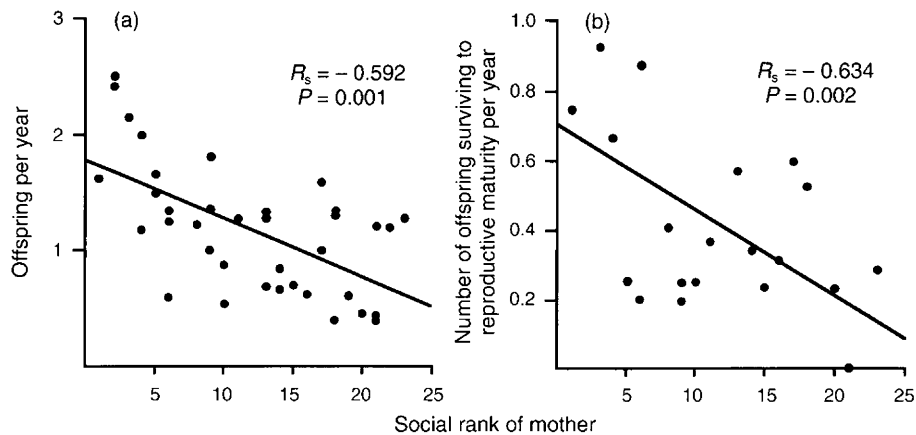 (a)
3
2
1
Offspring per year
Rs = – 0.592
P = 0.001
5 10 15 20 25
(b)
1.0
0.8
0.6
0.4
0.2
Number of offspring surviving to
reproductive maturity per year
Rs = – 0.634
P = 0.002
5 10 15 20 25
Social rank of mother